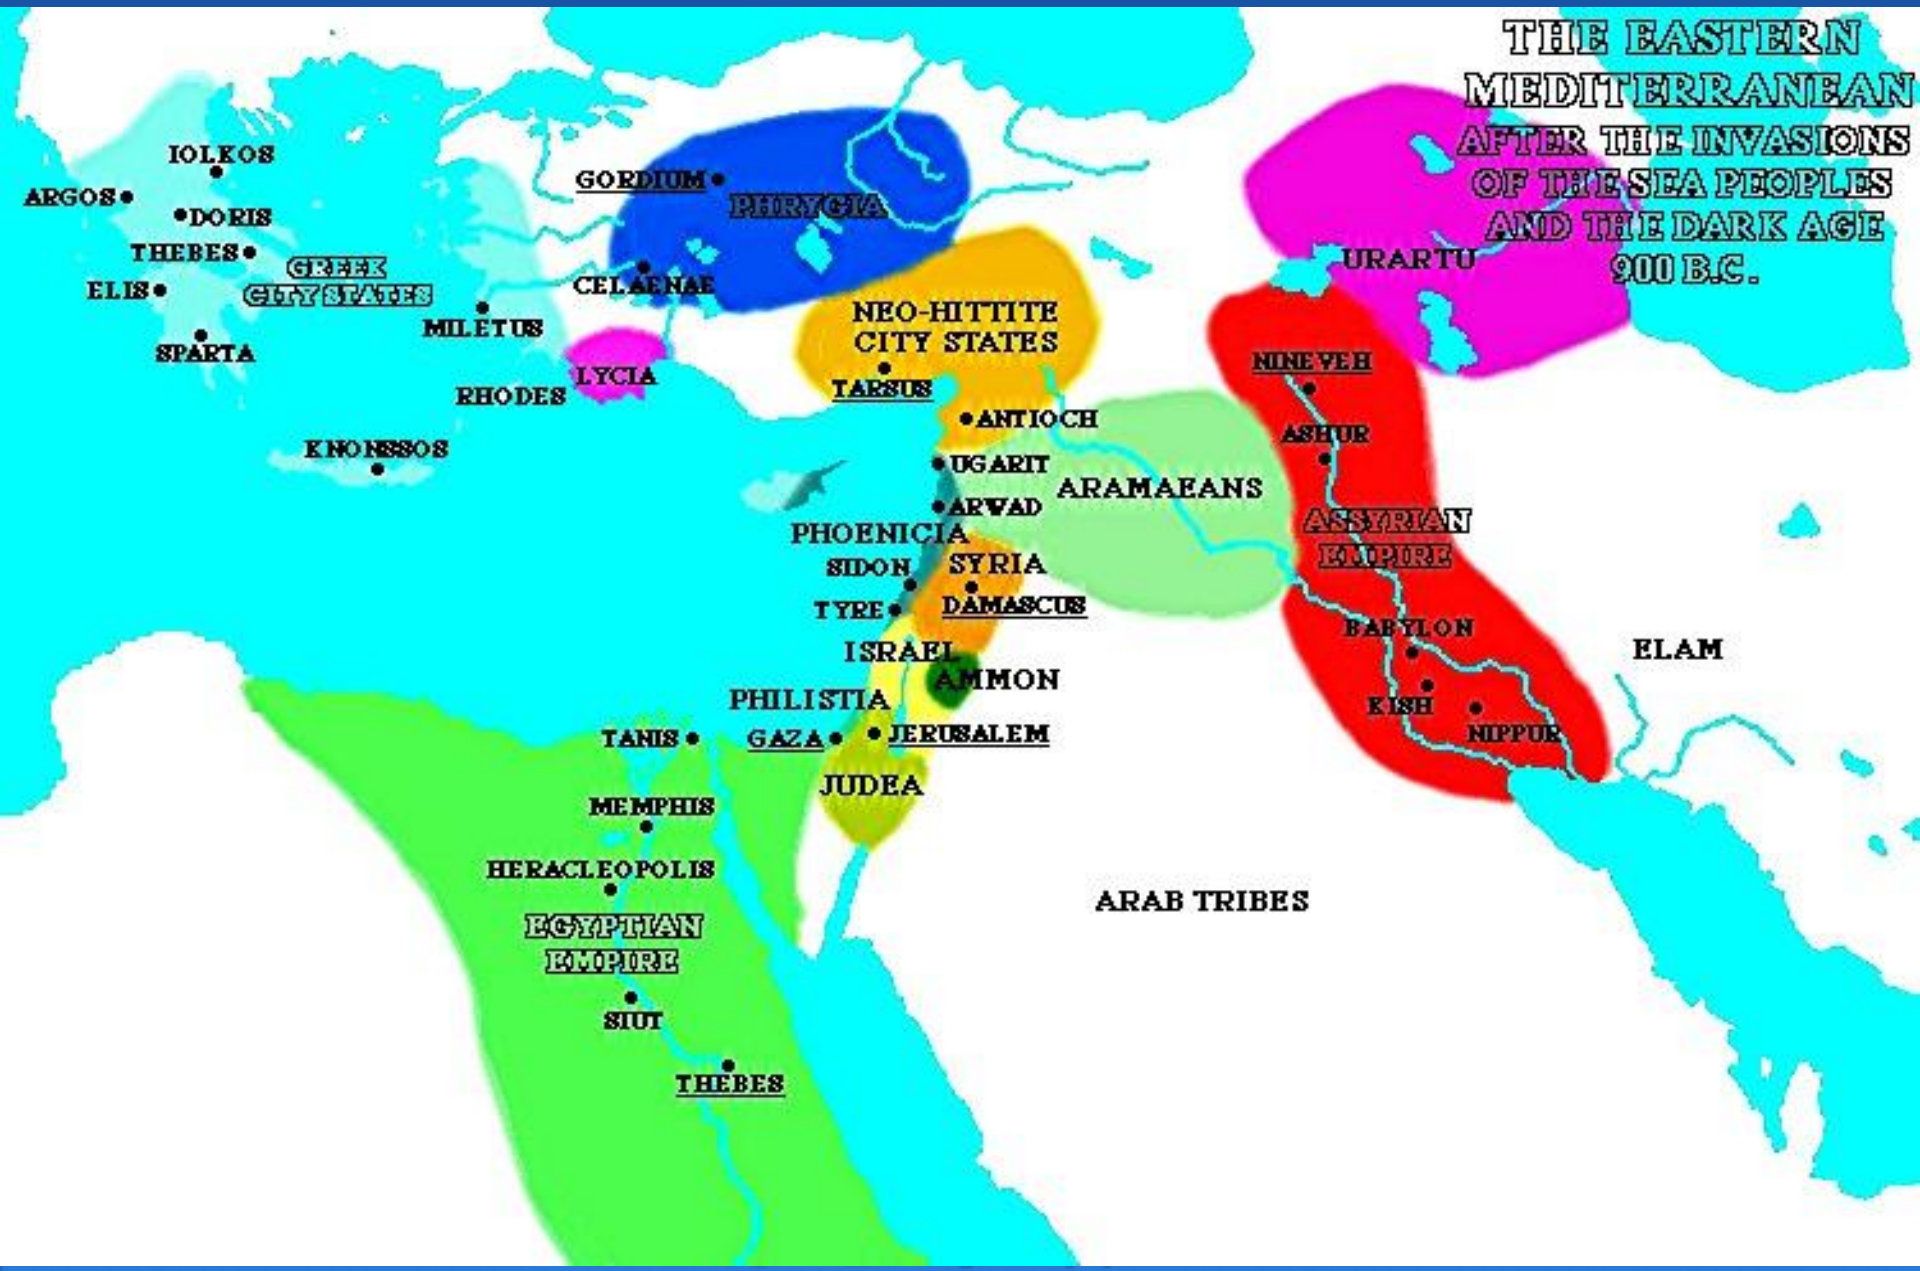 THE EASTERN
MEDITERRANEAN
AFTER THE INVASIONS
OF THE SEA PEOPLES
AND THE DARK AGE
900 B.C.
IOLKOS
ARGOS
DORIS
THEBES
ELIS
GREEK
CITY STATES
SPARTA
MILETUS
RHODES
KNONSSOS
GORDIUM
PHRYGIA
CELAENAE
LYCIA
NEO-HITTITE
CITY STATES
TARSUS
ANTIOCH
URARTU
NINEVEH
ASHUR
UGARIT
ARAMAEANS
ARWAD
ASSYRIAN
EMPIRE
PHOENICIA
SIDON
SYRIA
TYRE
DAMASCUS
BABYLON
ELAM
ISRAEL
AMMON
PHILISTIA
KISH
NIPPUR
TANIS
GAZA
JERUSALEM
JUDEA
MEMPHIS
HERACLEOPOLIS
ARAB TRIBES
EGYPTIAN
EMPIRE
SIUT
THEBES